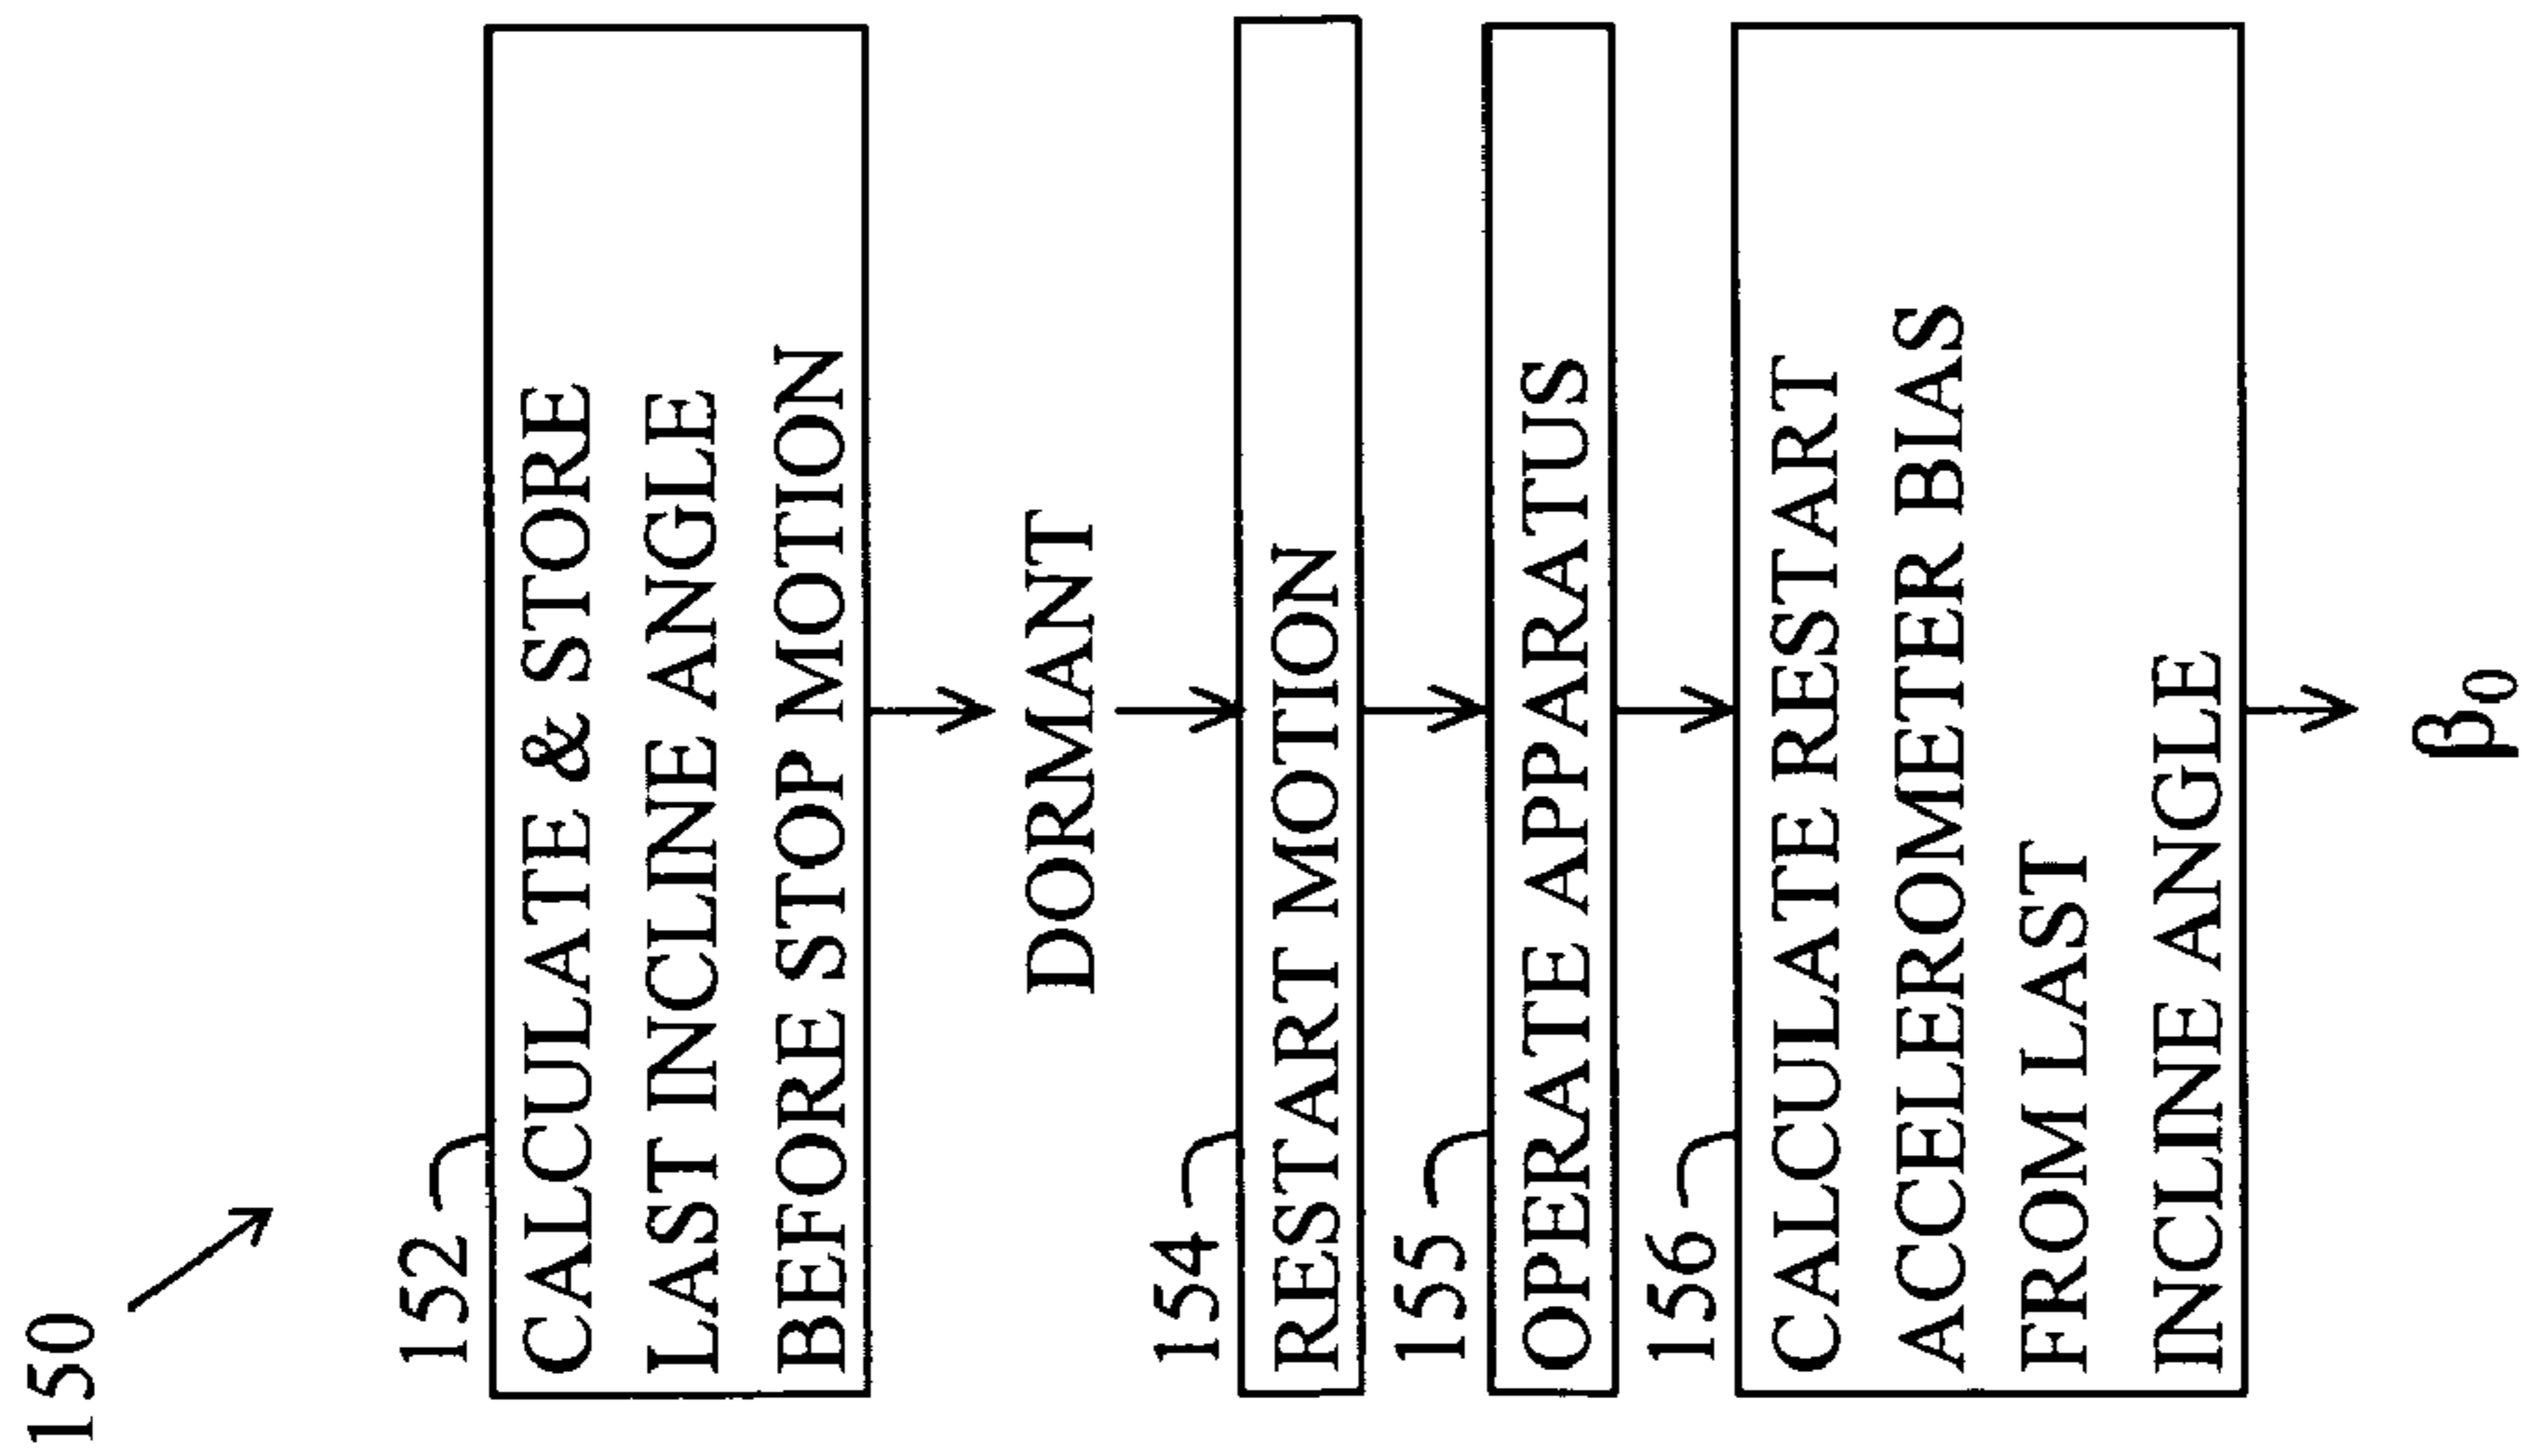 150
152
CALCULATE & STORE
LAST INCLINE ANGLE
BEFORE STOP MOTION
DORMANT
154
RESTART MOTION
155
OPERATE APPARATUS
156
CALCULATE RESTART
ACCELEROMETER BIAS
FROM LAST
INCLINE ANGLE
β₀